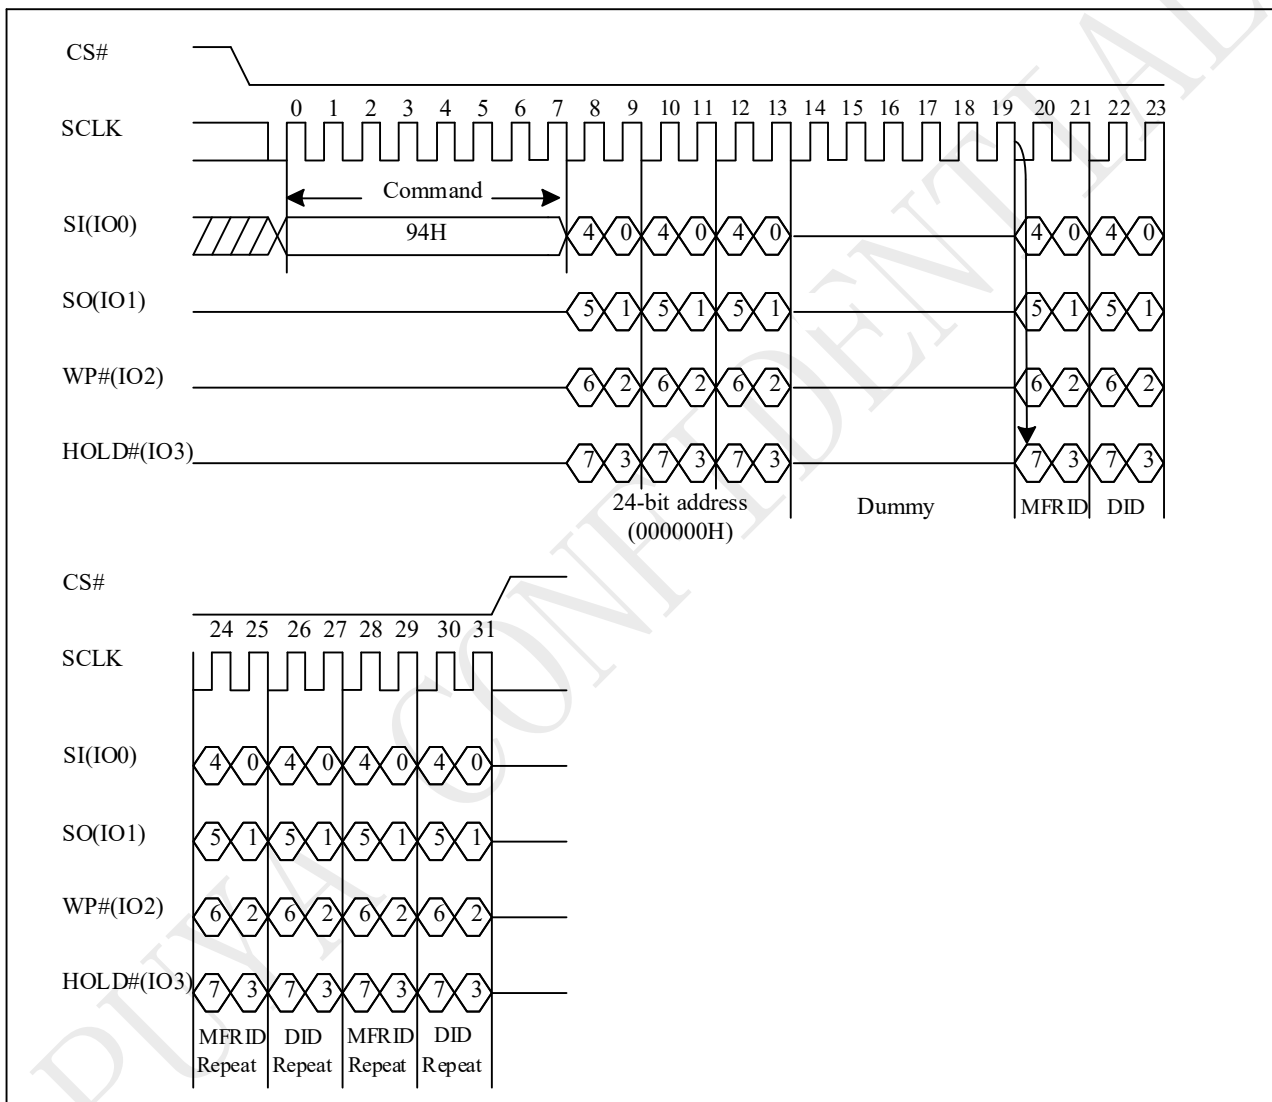 CS#
0 1 2 3 4 5 6 7 8 9 10 11 12 13 14 15 16 17 18 19 20 21 22 23
SCLK
Command
SI(IO0) 94H 4 0 4 0 4 0 4 0 4 0
SO(IO1) 5 1 5 1 5 1 5 1 5 1
WP#(IO2) 6 2 6 2 6 2 6 2 6 2
HOLD#(IO3) 7 3 7 3 7 3 7 3 7 3
24-bit address Dummy MFRID DID
(000000H)
CS#
24 25 26 27 28 29 30 31
SCLK
SI(IO0) 4 0 4 0 4 0 4 0
SO(IO1) 5 1 5 1 5 1 5 1
WP#(IO2) 6 2 6 2 6 2 6 2
HOLD#(IO3) 7 3 7 3 7 3 7 3
MFRID DID MFRID DID
Repeat Repeat Repeat Repeat
PUYA CONFIDENTIAL